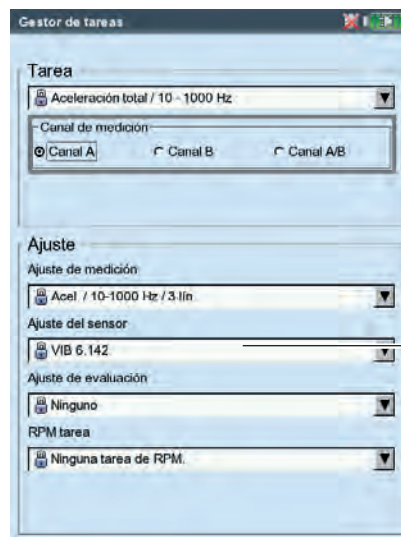 Gestor de tareas
Tarea
Aceleración total / 10 - 1000 Hz
Canal de medición
Canal A
Canal B
Canal A/B
Ajuste
Ajuste de medición
Acel. / 10-1000 Hz / 3 lín
Ajuste del sensor
VIB 6.142
Ajuste de evaluación
Ninguno
RPM tarea
Ninguna tarea de RPM.